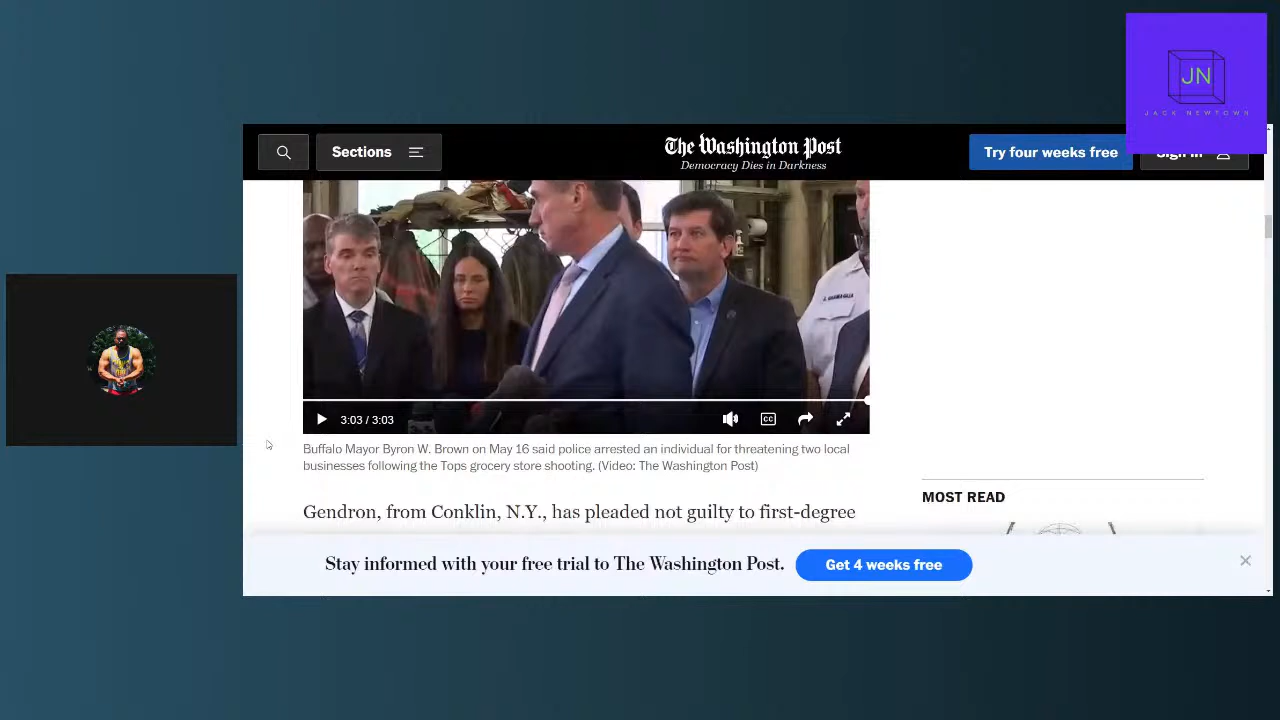 JN
JACK NEWTOWN
Sections
The Washington Post
Democracy Dies in Darkness
Try four weeks free
Sign in
3:03 / 3:03
CC
Buffalo Mayor Byron W. Brown on May 16 said police arrested an individual for threatening two local
businesses following the Tops grocery store shooting. (Video: The Washington Post)
MOST READ
Gendron, from Conklin, N.Y., has pleaded not guilty to first-degree
Stay informed with your free trial to The Washington Post.
Get 4 weeks free